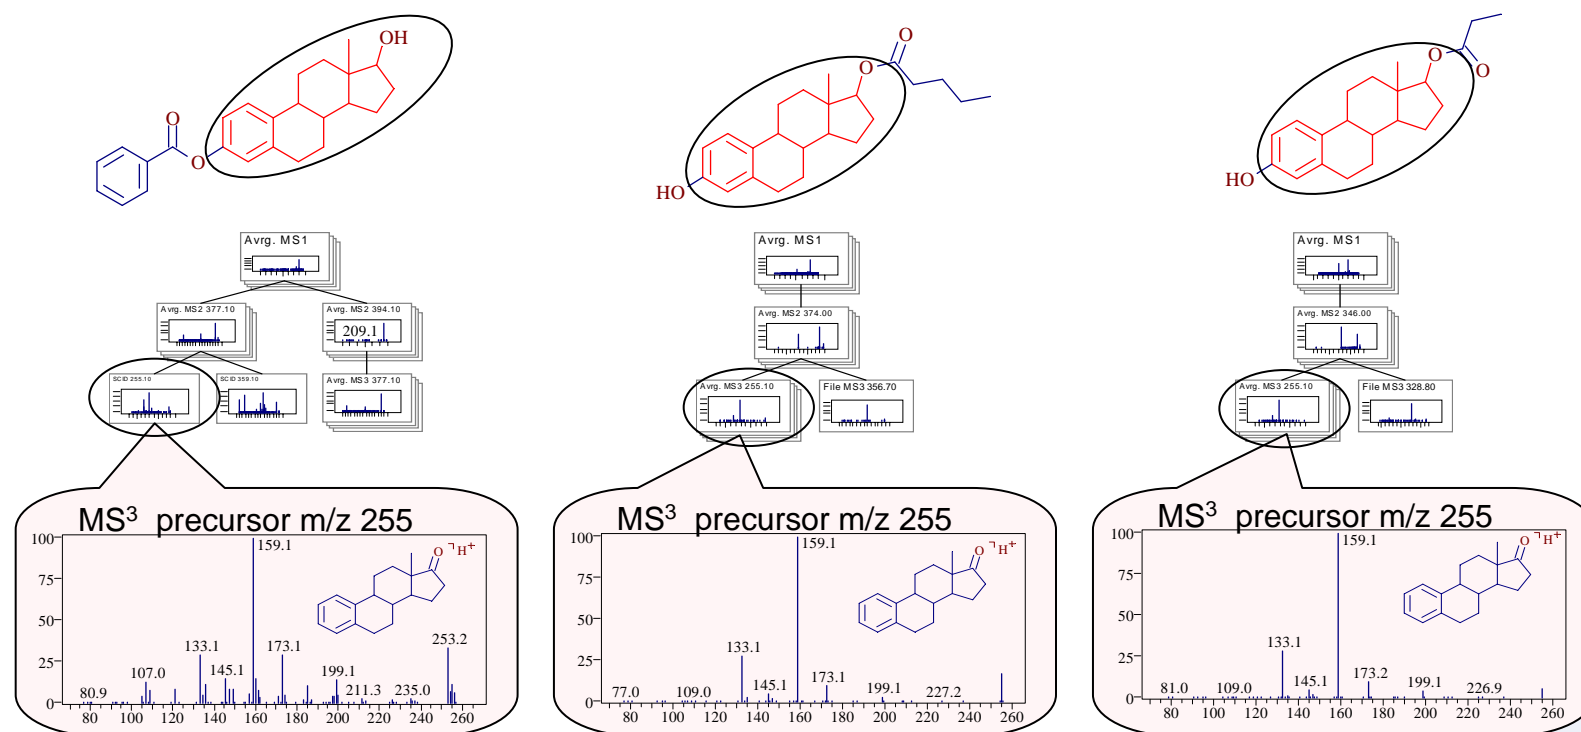 OH
O
O
O
O
HO
O
O
HO
Avrg. MS1
Avrg. MS2 377.10
Avrg. MS2 394.10
209.1
SCID 255.10
SCID 359.10
Avrg. MS3 377.10
Avrg. MS1
Avrg. MS2 374.00
Avrg. MS3 255.10
File MS3 356.70
Avrg. MS1
Avrg. MS2 346.00
Avrg. MS3 255.10
File MS3 328.80
MS³ precursor m/z 255
100
75
50
25
0
159.1
O
H+
253.2
133.1
173.1
107.0
145.1
199.1
80.9
211.3
235.0
80 100 120 140 160 180 200 220 240 260
MS³ precursor m/z 255
100
75
50
25
0
159.1
O
H+
133.1
173.1
145.1
77.0
109.0
199.1
227.2
80 100 120 140 160 180 200 220 240 260
MS³ precursor m/z 255
100
75
50
25
0
159.1
O
H+
133.1
173.2
145.1
81.0
109.0
199.1
226.9
80 100 120 140 160 180 200 220 240 260